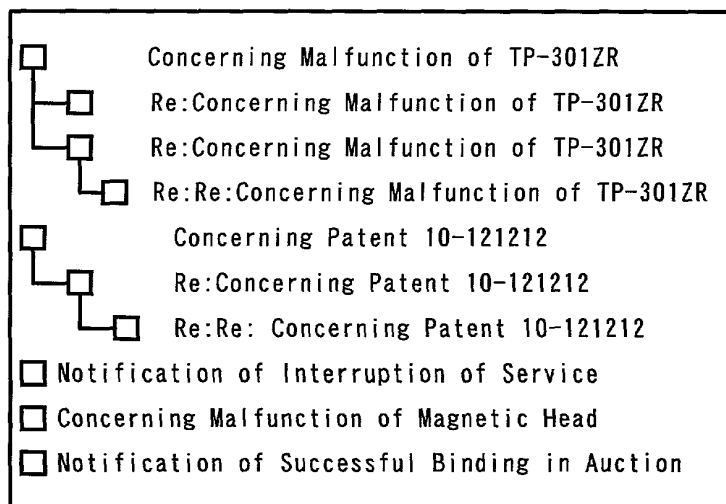 Concerning Malfunction of TP-301ZR
Re:Concerning Malfunction of TP-301ZR
Re:Concerning Malfunction of TP-301ZR
Re:Re:Concerning Malfunction of TP-301ZR
Concerning Patent 10-121212
Re:Concerning Patent 10-121212
Re:Re: Concerning Patent 10-121212
Notification of Interruption of Service
Concerning Malfunction of Magnetic Head
Notification of Successful Binding in Auction